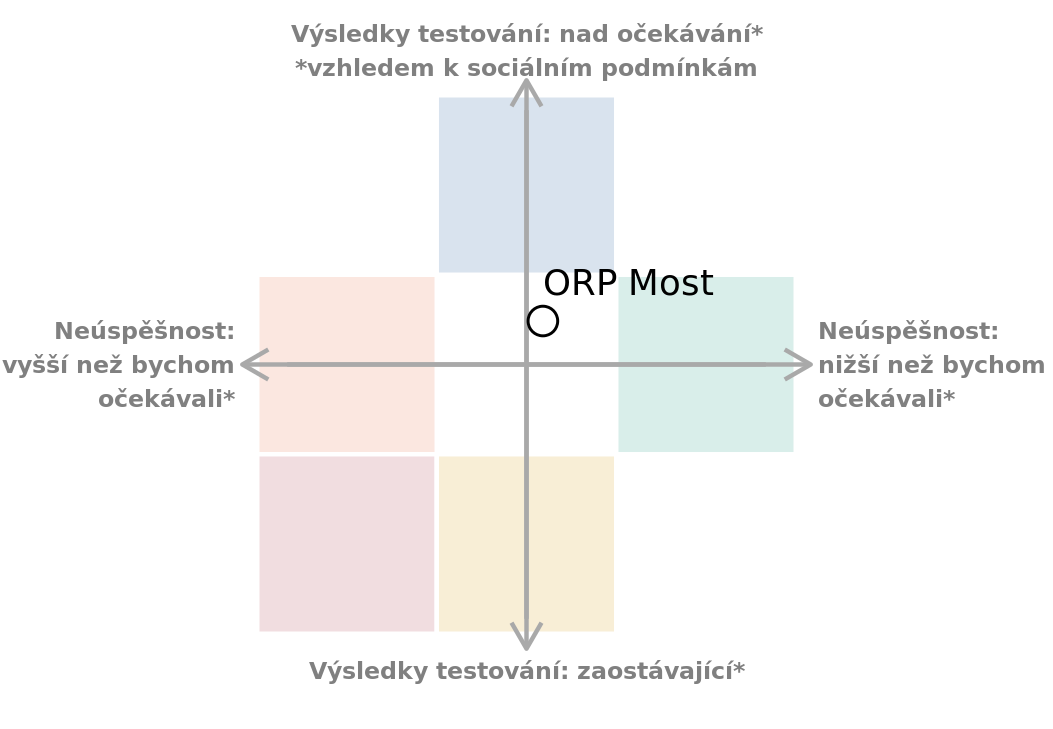 Výsledky testování: nad očekávání*
*vzhledem k sociálním podmínkám
ORP Most
Neúspěšnost:
vyšší než bychom
očekávali*
Neúspěšnost:
nižší než bychom
očekávali*
Výsledky testování: zaostávající*